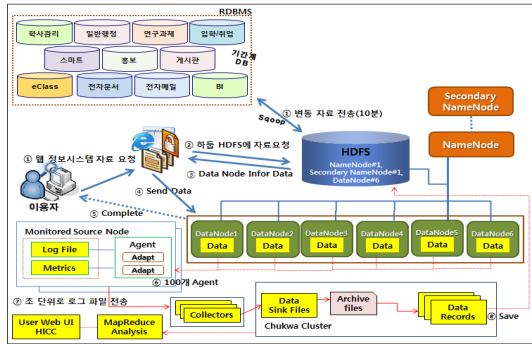 RDBMS
학사관리
일반행정
연구과제
입학/취업
스마트
홍보
게시판
기간계
DB
eClass
전자문서
전자메일
BI
Sqoop
① 변동 자료 전송(10분)
Secondary
NameNode
NameNode
① 웹 정보시스템 자료 요청
② 하둡 HDFS에 자료요청
③ Data Node Infor Data
④ Send Data
HDFS
NameNode#1,
Secondary NameNode#1,
DataNode#6
이용자
⑤ Complete
DataNode1
Data
DataNode2
Data
DataNode3
Data
DataNode4
Data
DataNode5
Data
DataNode6
Data
Monitored Source Node
Log File
Metrics
Agent
Adapt
Adapt
⑥ 100개 Agent
⑦ 초 단위로 로그 파일 전송
Collectors
Data
Sink Files
Archive
files
Data
Records
⑧ Save
Chukwa Cluster
User Web UI
HICC
MapReduce
Analysis